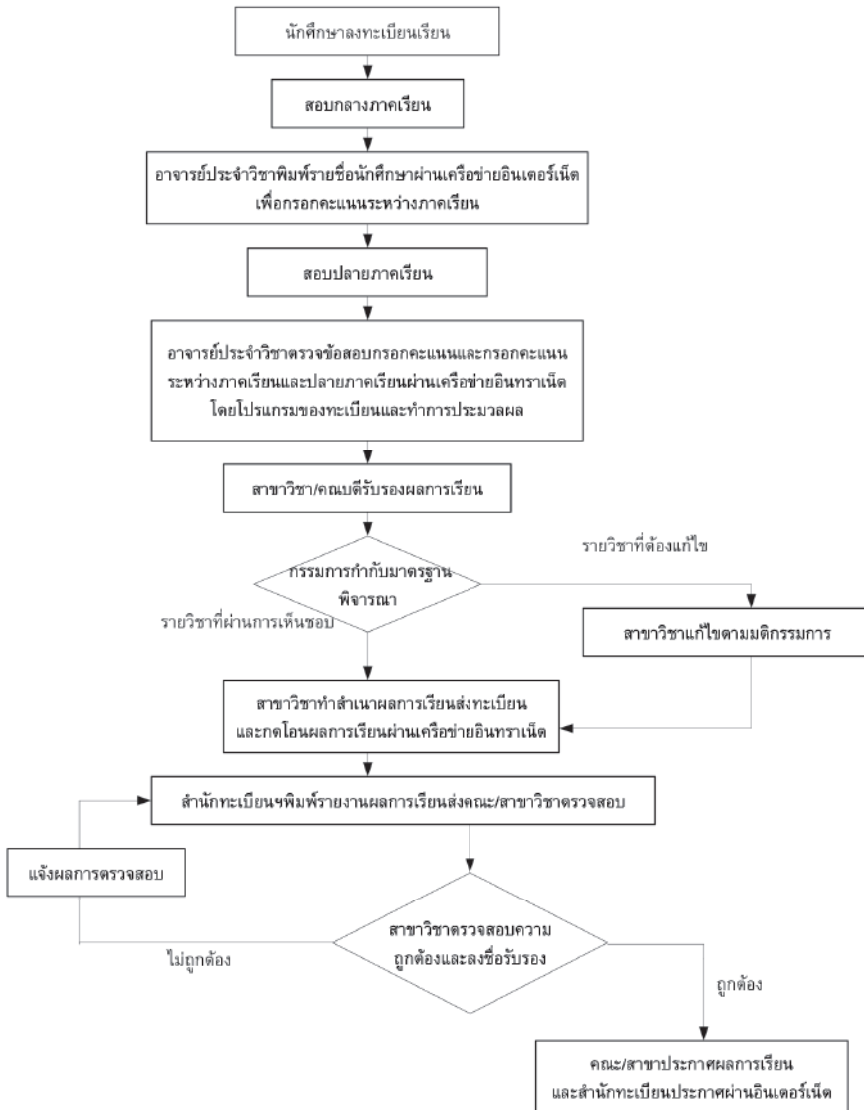 นักศึกษาลงทะเบียนเรียน
สอบกลางภาคเรียน
อาจารย์ประจำวิชาพิมพ์รายชื่อนักศึกษาผ่านเครือข่ายอินเตอร์เน็ต
เพื่อกรอกคะแนนระหว่างภาคเรียน
สอบปลายภาคเรียน
อาจารย์ประจำวิชาตรวจข้อสอบกรอกคะแนนและกรอกคะแนน
ระหว่างภาคเรียนและปลายภาคเรียนผ่านเครือข่ายอินทราเน็ต
โดยโปรแกรมของทะเบียนและทำการประมวลผล
สาขาวิชา/คณบดีรับรองผลการเรียน
รายวิชาที่ต้องแก้ไข
กรรมการกำกับมาตรฐาน
พิจารณา
รายวิชาที่ผ่านการเห็นชอบ
สาขาวิชาแก้ไขตามมติกรรมการ
สาขาวิชาทำสำเนาผลการเรียนส่งทะเบียน
และกดโอนผลการเรียนผ่านเครือข่ายอินทราเน็ต
สำนักทะเบียนฯพิมพ์รายงานผลการเรียนส่งคณะ/สาขาวิชาตรวจสอบ
แจ้งผลการตรวจสอบ
สาขาวิชาตรวจสอบความ
ถูกต้องและลงชื่อรับรอง
ไม่ถูกต้อง
ถูกต้อง
คณะ/สาขาประกาศผลการเรียน
และสำนักทะเบียนประกาศผ่านอินเตอร์เน็ต